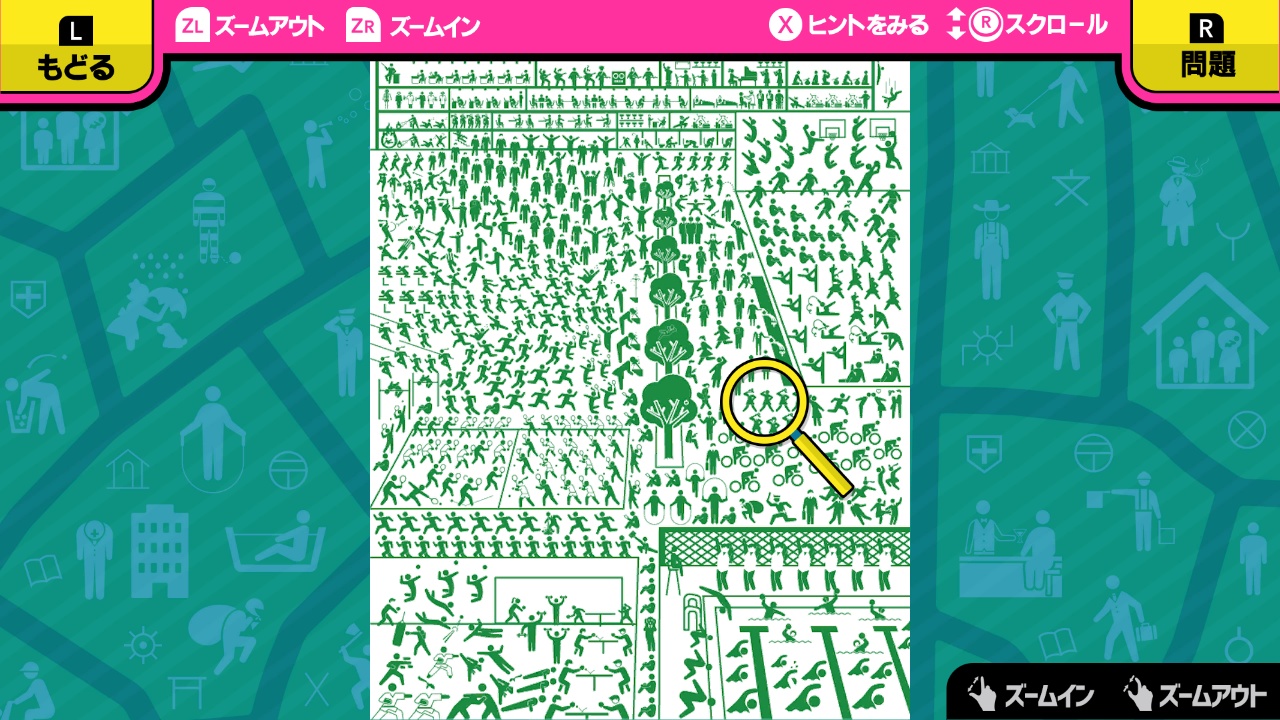 L
もどる
ZL ズームアウト
ZR ズームイン
X ヒントをみる
R スクロール
R
問題
ズームイン
ズームアウト